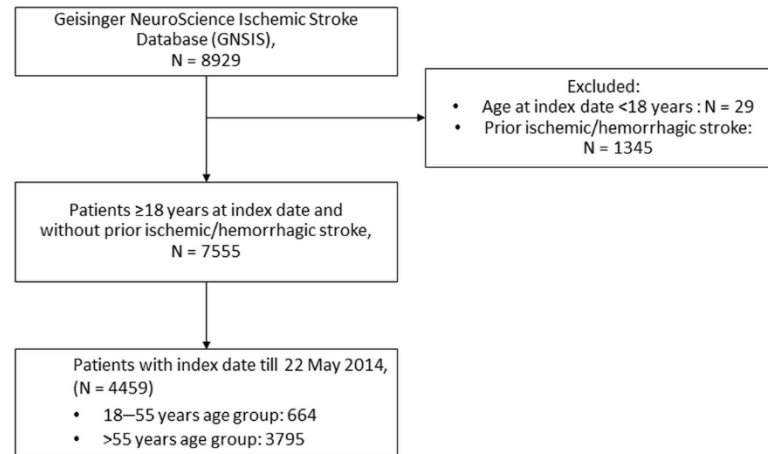 Geisinger NeuroScience Ischemic Stroke
Database (GNSIS),
N = 8929
Excluded:
• Age at index date <18 years : N = 29
• Prior ischemic/hemorrhagic stroke:
N = 1345
Patients ≥18 years at index date and
without prior ischemic/hemorrhagic stroke,
N = 7555
Patients with index date till 22 May 2014,
(N = 4459)
• 18–55 years age group: 664
• >55 years age group: 3795